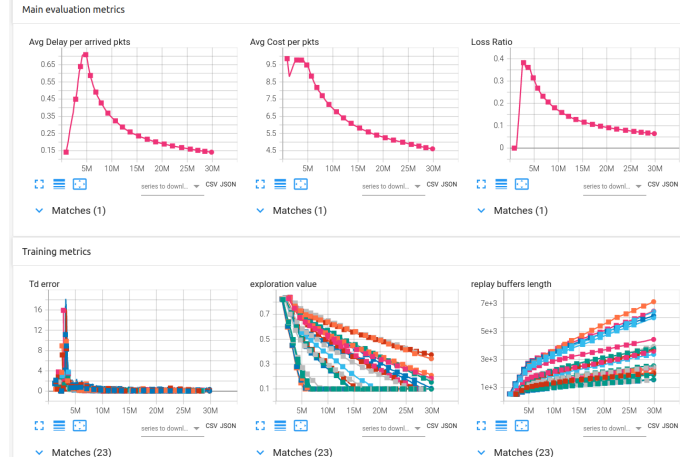 Main evaluation metrics
Avg Delay per arrived pkts
Avg Cost per pkts
Loss Ratio
0.65
0.55
0.45
0.35
0.25
0.15
9.5
8.5
7.5
6.5
5.5
4.5
0.4
0.3
0.2
0.1
0
5M 10M 15M 20M 25M 30M
5M 10M 15M 20M 25M 30M
5M 10M 15M 20M 25M 30M
series to downl... CSV JSON
series to downl... CSV JSON
series to downl... CSV JSON
Matches (1)
Matches (1)
Matches (1)
Training metrics
Td error
exploration value
replay buffers length
16
12
8
4
0
0.7
0.5
0.3
0.1
7e+3
5e+3
3e+3
1e+3
5M 10M 15M 20M 25M 30M
5M 10M 15M 20M 25M 30M
5M 10M 15M 20M 25M 30M
series to downl... CSV JSON
series to downl... CSV JSON
series to downl... CSV JSON
Matches (23)
Matches (23)
Matches (23)